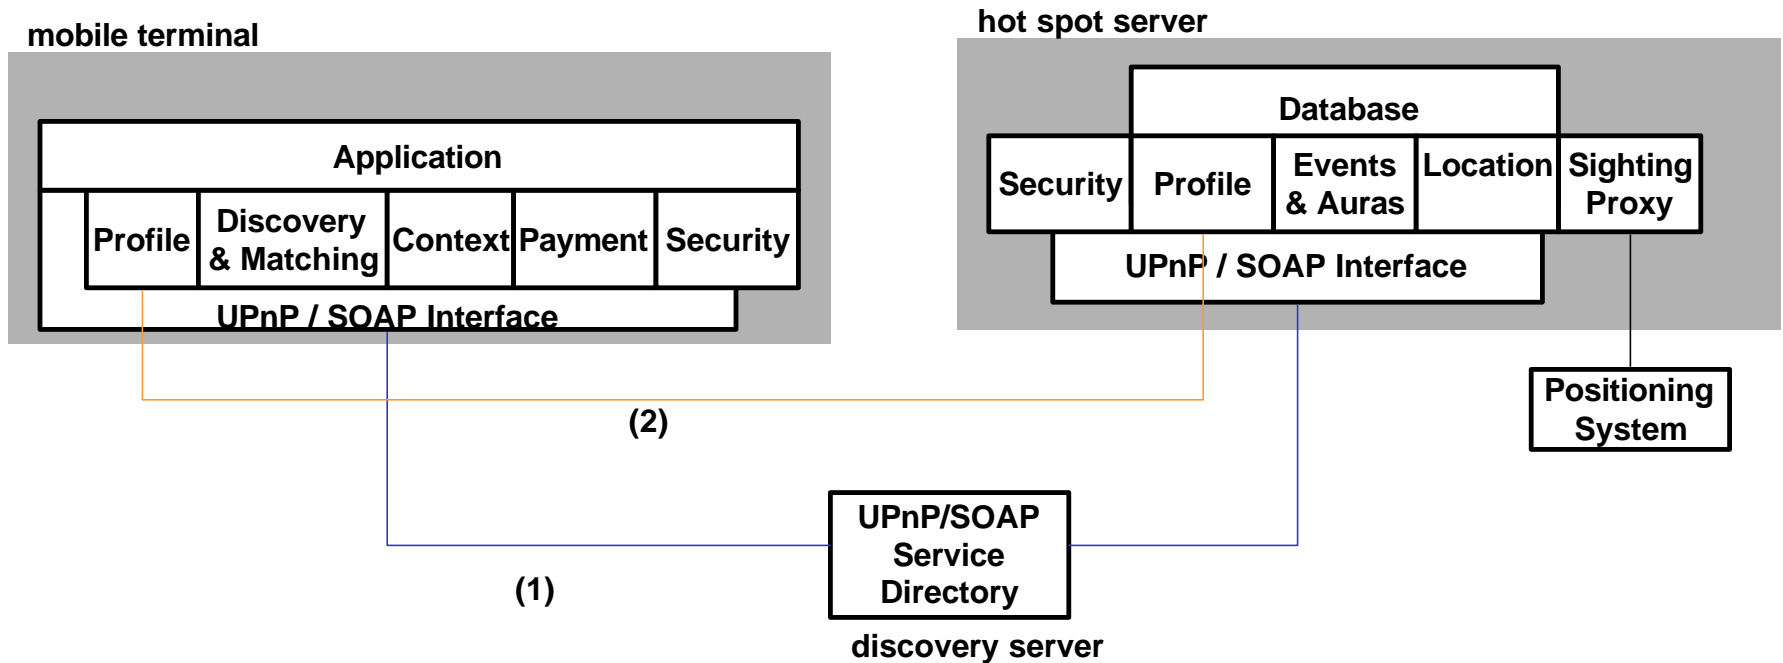 mobile terminal
Application
Profile
Discovery
& Matching
Context
Payment
Security
UPnP / SOAP Interface
hot spot server
Database
Security
Profile
Events
& Auras
Location
Sighting
Proxy
UPnP / SOAP Interface
Positioning
System
(2)
(1)
UPnP/SOAP
Service
Directory
discovery server